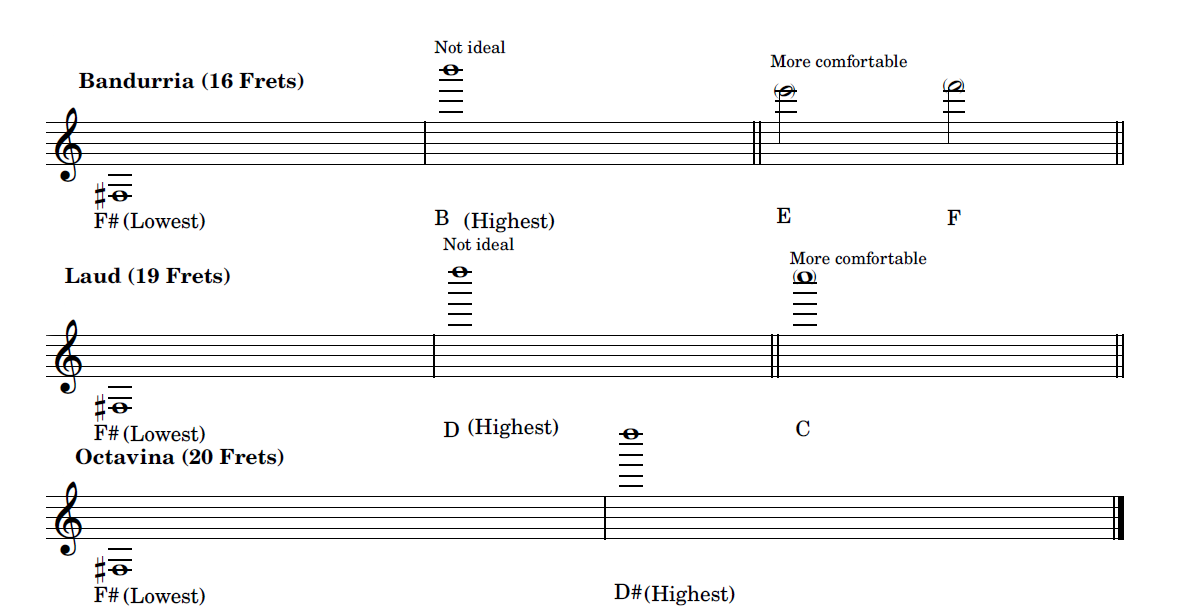 Not ideal
More comfortable
Bandurria (16 Frets)
F# (Lowest)
B (Highest)
E
F
Not ideal
More comfortable
Laud (19 Frets)
F# (Lowest)
D (Highest)
C
Octavina (20 Frets)
F# (Lowest)
D# (Highest)